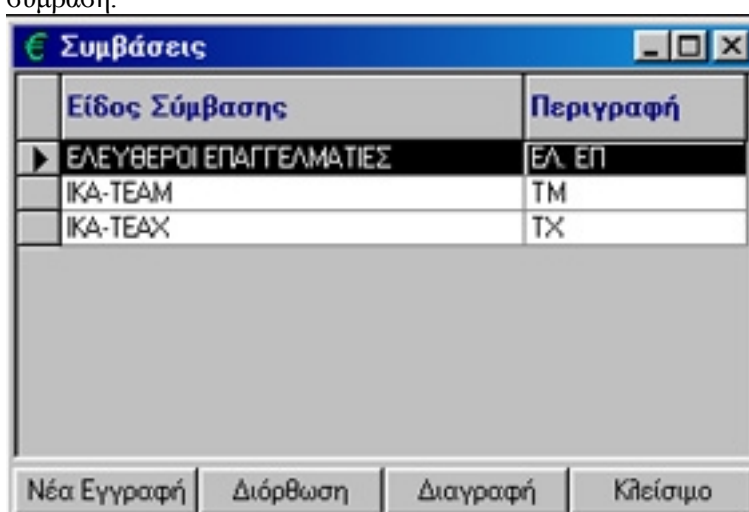 σύμβαση.
€ Συμβάσεις
Είδος Σύμβασης Περιγραφή
ΕΛΕΥΘΕΡΟΙ ΕΠΑΓΓΕΛΜΑΤΙΕΣ ΕΛ. ΕΠ
ΙΚΑ-ΤΕΑΜ ΤΜ
ΙΚΑ-ΤΕΑΧ ΤΧ
Νέα Εγγραφή Διόρθωση Διαγραφή Κλείσιμο